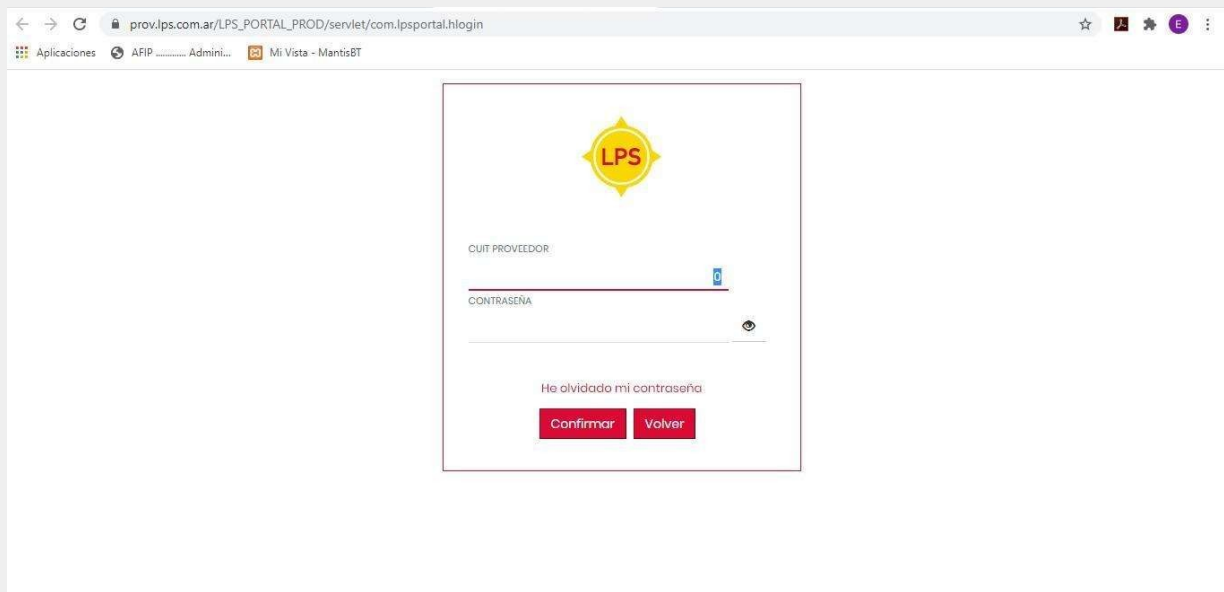 prov.lps.com.ar/LPS_PORTAL_PROD/servlet/com.lpsportal.hlogin
E
Aplicaciones AFIP ............. Admini... Mi Vista - MantisBT
LPS
CUIT PROVEEDOR
0
CONTRASEÑA
He olvidado mi contraseña
Confirmar Volver